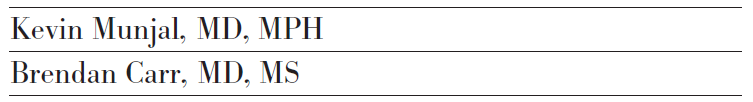 Kevin Munjal, MD, MPH
Brendan Carr, MD, MS